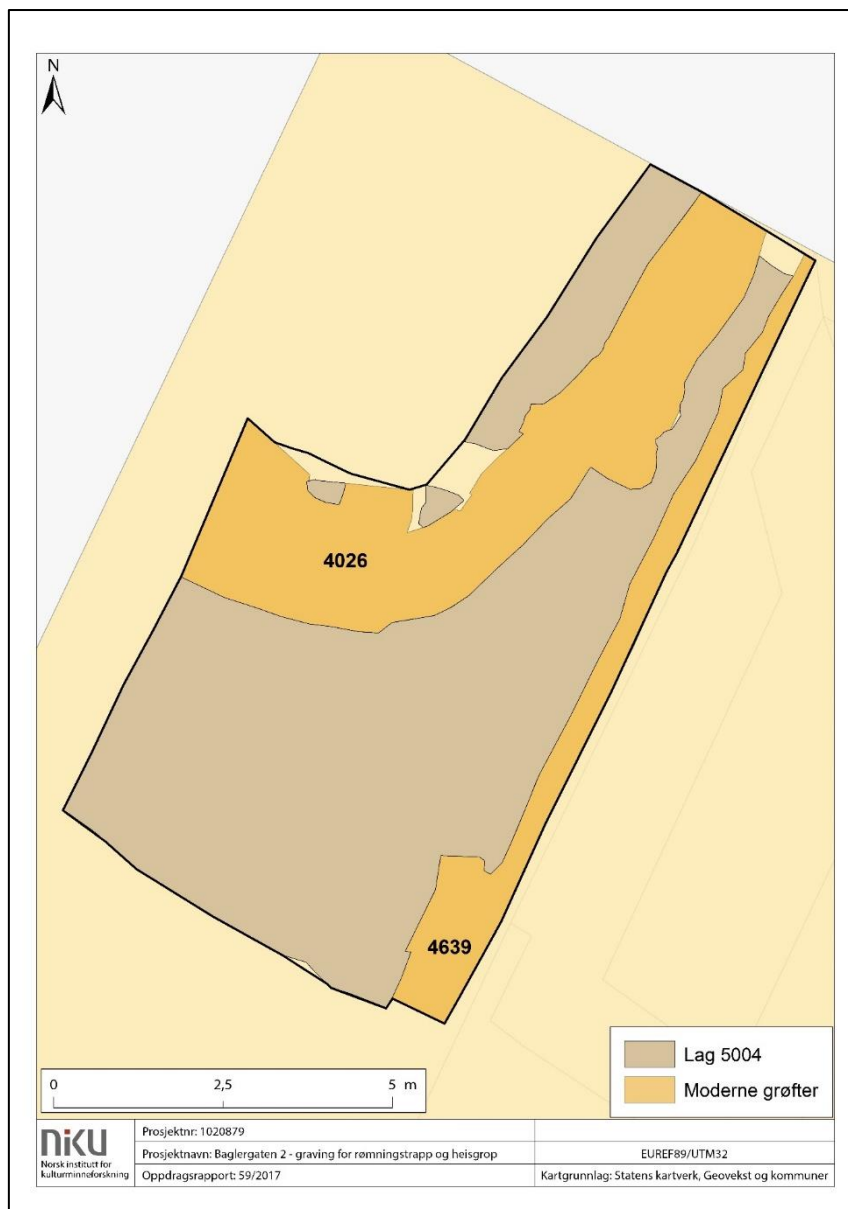 N
4026
4639
Lag 5004
Moderne grøfter
0 2,5 5 m
NIKU
Norsk institutt for
kulturminneforskning
Prosjektnr: 1020879
Prosjektnavn: Baglergaten 2 - graving for rømningstrapp og heisgrop
EUREF89/UTM32
Oppdragsrapport: 59/2017
Kartgrunnlag: Statens kartverk, Geovekst og kommuner